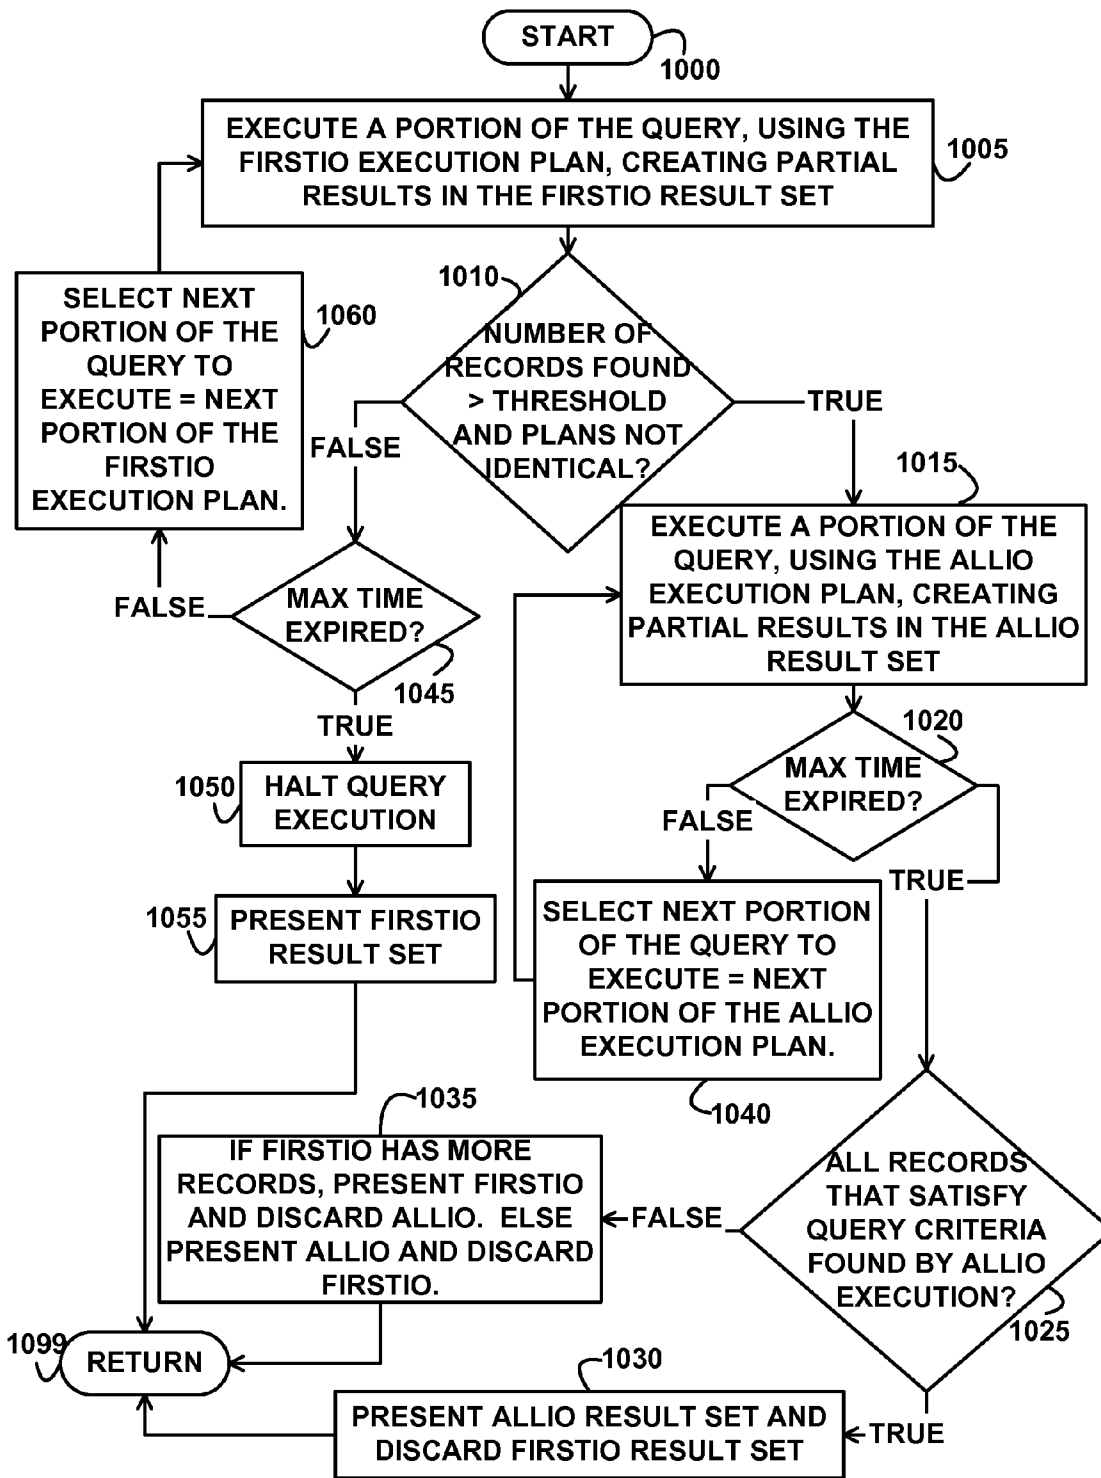 START
1000
EXECUTE A PORTION OF THE QUERY, USING THE
FIRSTIO EXECUTION PLAN, CREATING PARTIAL
RESULTS IN THE FIRSTIO RESULT SET
1005
1010
NUMBER OF
RECORDS FOUND
> THRESHOLD
AND PLANS NOT
IDENTICAL?
SELECT NEXT
PORTION OF THE
QUERY TO
EXECUTE = NEXT
PORTION OF THE
FIRSTIO
EXECUTION PLAN.
1060
FALSE
TRUE
1015
EXECUTE A PORTION OF THE
QUERY, USING THE ALLIO
EXECUTION PLAN, CREATING
PARTIAL RESULTS IN THE ALLIO
RESULT SET
FALSE
MAX TIME
EXPIRED?
1045
TRUE
1020
MAX TIME
EXPIRED?
1050
HALT QUERY
EXECUTION
FALSE
TRUE
1055
PRESENT FIRSTIO
RESULT SET
SELECT NEXT PORTION
OF THE QUERY TO
EXECUTE = NEXT
PORTION OF THE ALLIO
EXECUTION PLAN.
1040
1035
IF FIRSTIO HAS MORE
RECORDS, PRESENT FIRSTIO
AND DISCARD ALLIO. ELSE
PRESENT ALLIO AND DISCARD
FIRSTIO.
FALSE
ALL RECORDS
THAT SATISFY
QUERY CRITERIA
FOUND BY ALLIO
EXECUTION?
1025
1099
RETURN
1030
PRESENT ALLIO RESULT SET AND
DISCARD FIRSTIO RESULT SET
TRUE